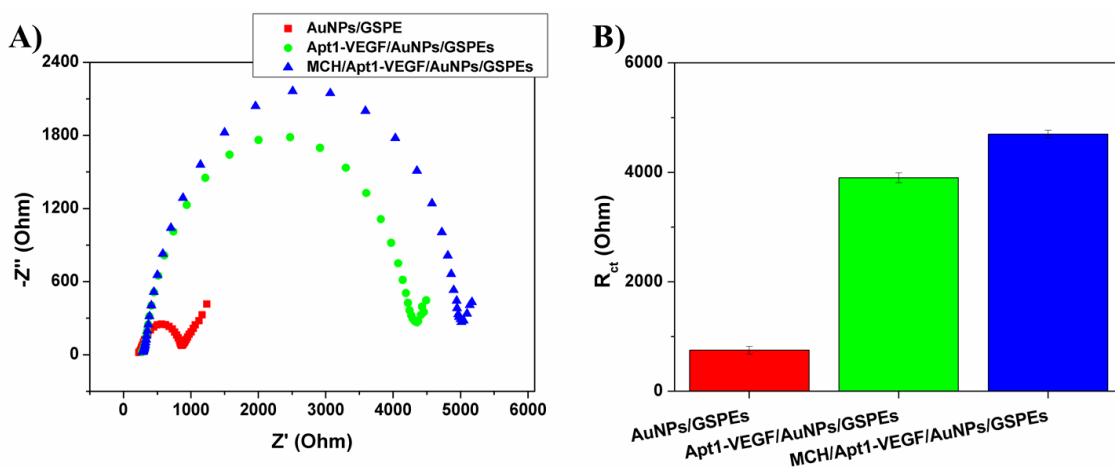 A)
AuNPs/GSPE
Apt1-VEGF/AuNPs/GSPEs
MCH/Apt1-VEGF/AuNPs/GSPEs
2400
1800
1200
600
0
-Z'' (Ohm)
0 1000 2000 3000 4000 5000 6000
Z' (Ohm)
B)
6000
4000
2000
0
Rct (Ohm)
AuNPs/GSPEs
Apt1-VEGF/AuNPs/GSPEs
MCH/Apt1-VEGF/AuNPs/GSPEs